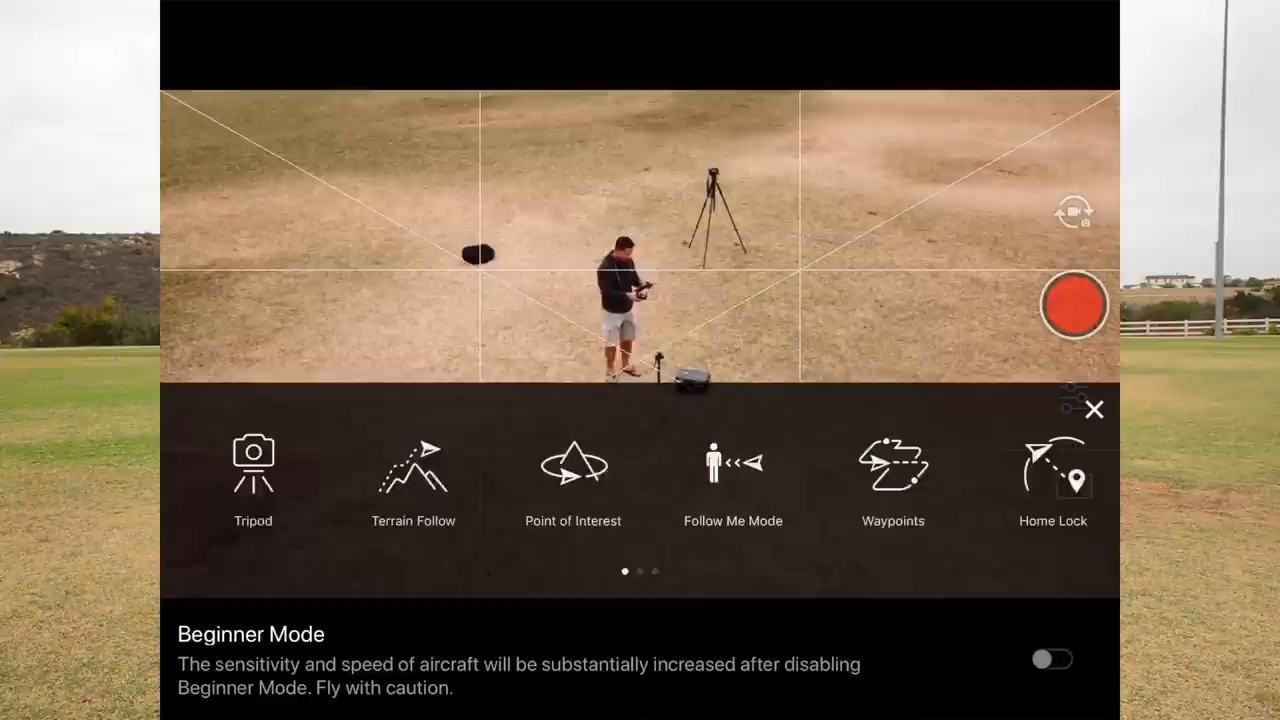 Tripod
Terrain Follow
Point of Interest
Follow Me Mode
Waypoints
Home Lock
Beginner Mode
The sensitivity and speed of aircraft will be substantially increased after disabling
Beginner Mode. Fly with caution.